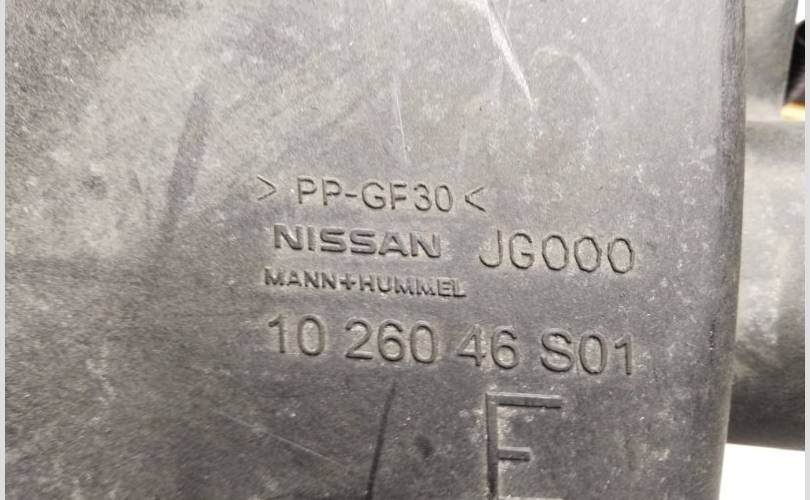 >PP-GF30<
NISSAN JG000
MANN+HUMMEL
10 260 46 S01